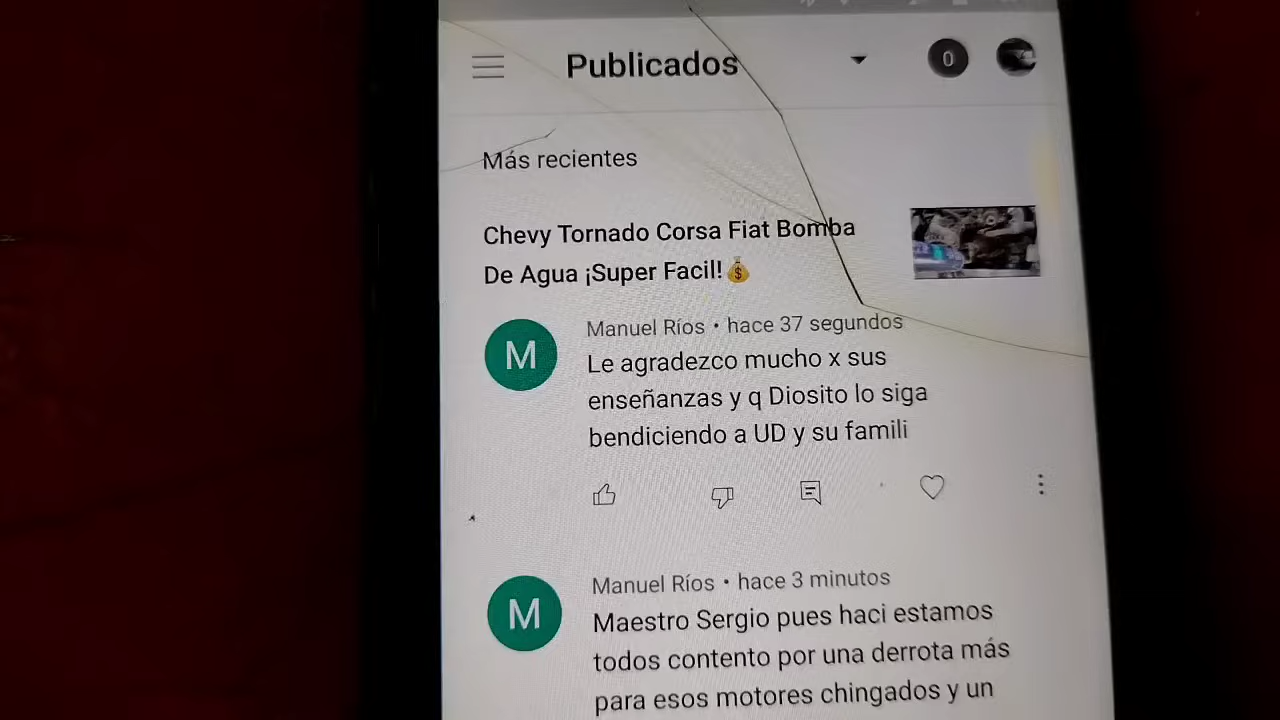 Publicados
0
Más recientes
Chevy Tornado Corsa Fiat Bomba
De Agua ¡Super Facil!💰
M
Manuel Ríos • hace 37 segundos
Le agradezco mucho x sus
enseñanzas y q Diosito lo siga
bendiciendo a UD y su famili
M
Manuel Ríos • hace 3 minutos
Maestro Sergio pues haci estamos
todos contento por una derrota más
para esos motores chingados y un